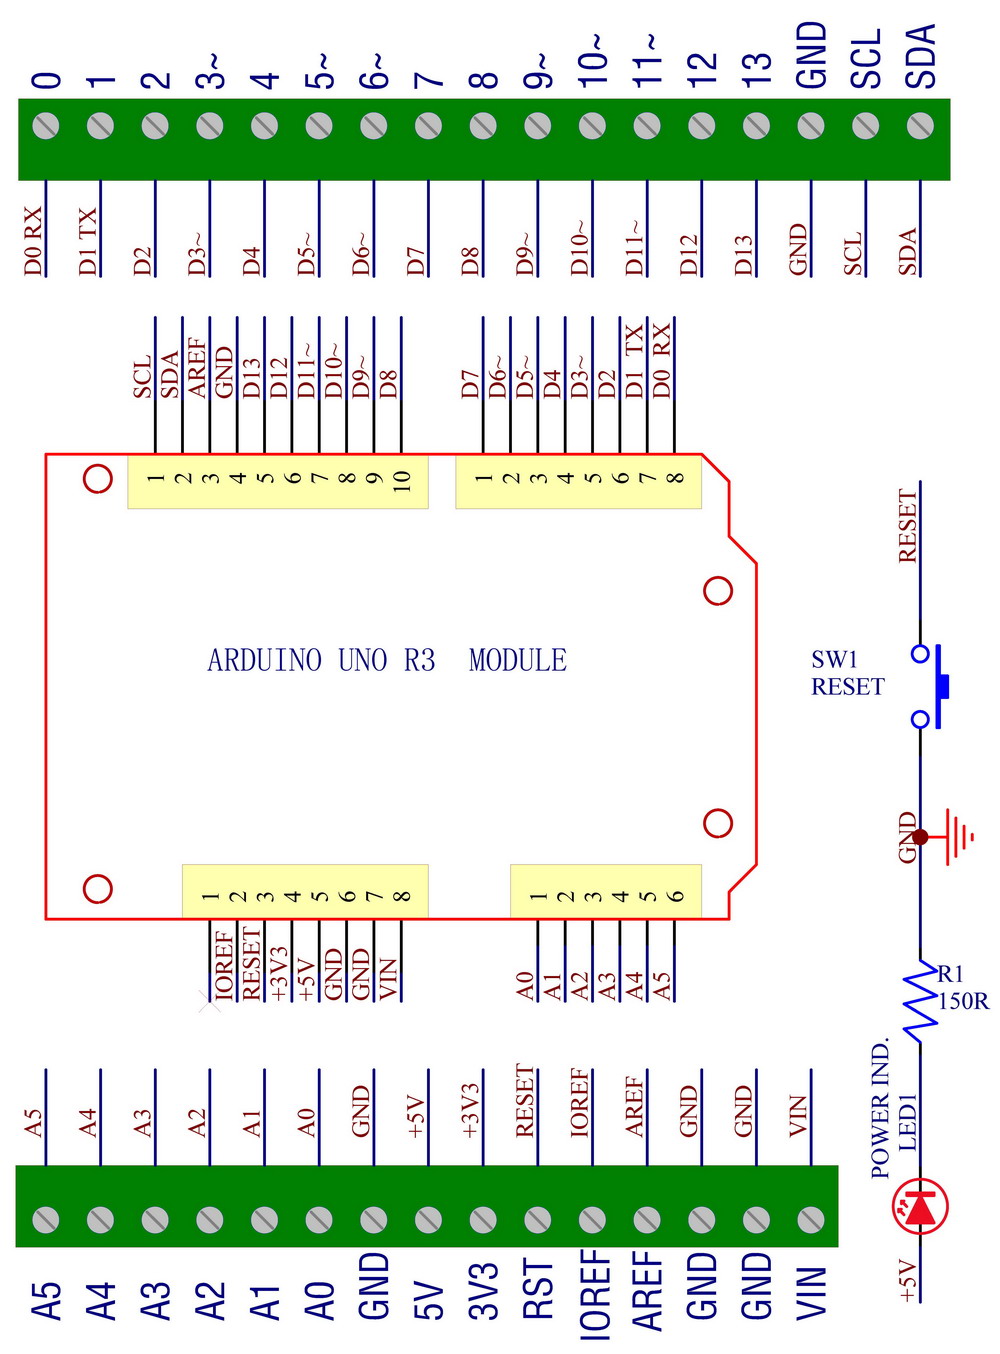 0 1 2 3~ 4 5~ 6~ 7 8 9~ 10~ 11~ 12 13 GND SCL SDA
D0 RX D1 TX D2 D3~ D4 D5~ D6~ D7 D8 D9~ D10~ D11~ D12 D13 GND SCL SDA
SCL SDA AREF GND D13 D12 D11~ D10~ D9~ D8
D7 D6~ D5~ D4 D3~ D2 D1 TX D0 RX
1 2 3 4 5 6 7 8 9 10
1 2 3 4 5 6 7 8
ARDUINO UNO R3 MODULE
1 2 3 4 5 6 7 8
1 2 3 4 5 6
IOREF RESET +3V3 +5V GND GND VIN
A0 A1 A2 A3 A4 A5
A5 A4 A3 A2 A1 A0 GND +5V +3V3 RESET IOREF AREF GND GND VIN
A5 A4 A3 A2 A1 A0 GND 5V 3V3 RST IOREF AREF GND GND VIN
RESET
SW1
RESET
GND
R1
150R
POWER IND.
LED1
+5V